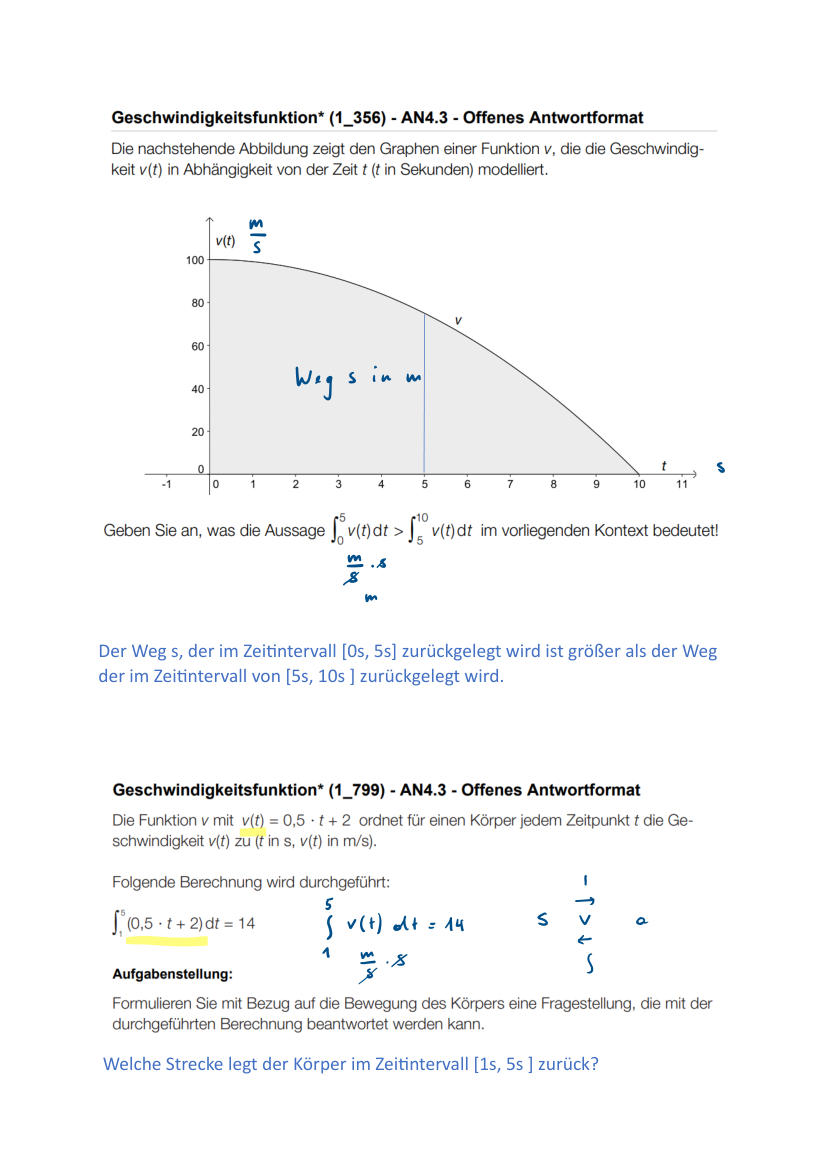 Geschwindigkeitsfunktion* (1_356) - AN4.3 - Offenes Antwortformat
Die nachstehende Abbildung zeigt den Graphen einer Funktion v, die die Geschwindig-
keit v(t) in Abhängigkeit von der Zeit t (t in Sekunden) modelliert.
v(t) m/s
100
80
v
60
Weg s in m
40
20
0
t s
-1 0 1 2 3 4 5 6 7 8 9 10 11
Geben Sie an, was die Aussage ∫₀⁵ v(t) dt > ∫₅¹⁰ v(t) dt im vorliegenden Kontext bedeutet!
m/s · s
m
Der Weg s, der im Zeitintervall [0s, 5s] zurückgelegt wird ist größer als der Weg
der im Zeitintervall von [5s, 10s ] zurückgelegt wird.
Geschwindigkeitsfunktion* (1_799) - AN4.3 - Offenes Antwortformat
Die Funktion v mit v(t) = 0,5 · t + 2 ordnet für einen Körper jedem Zeitpunkt t die Ge-
schwindigkeit v(t) zu (t in s, v(t) in m/s).
Folgende Berechnung wird durchgeführt:
∫₁⁵ (0,5 · t + 2) dt = 14 ∫₁⁵ v(t) dt = 14 s v a
m/s · s ← ∫
Aufgabenstellung:
Formulieren Sie mit Bezug auf die Bewegung des Körpers eine Fragestellung, die mit der
durchgeführten Berechnung beantwortet werden kann.
Welche Strecke legt der Körper im Zeitintervall [1s, 5s ] zurück?